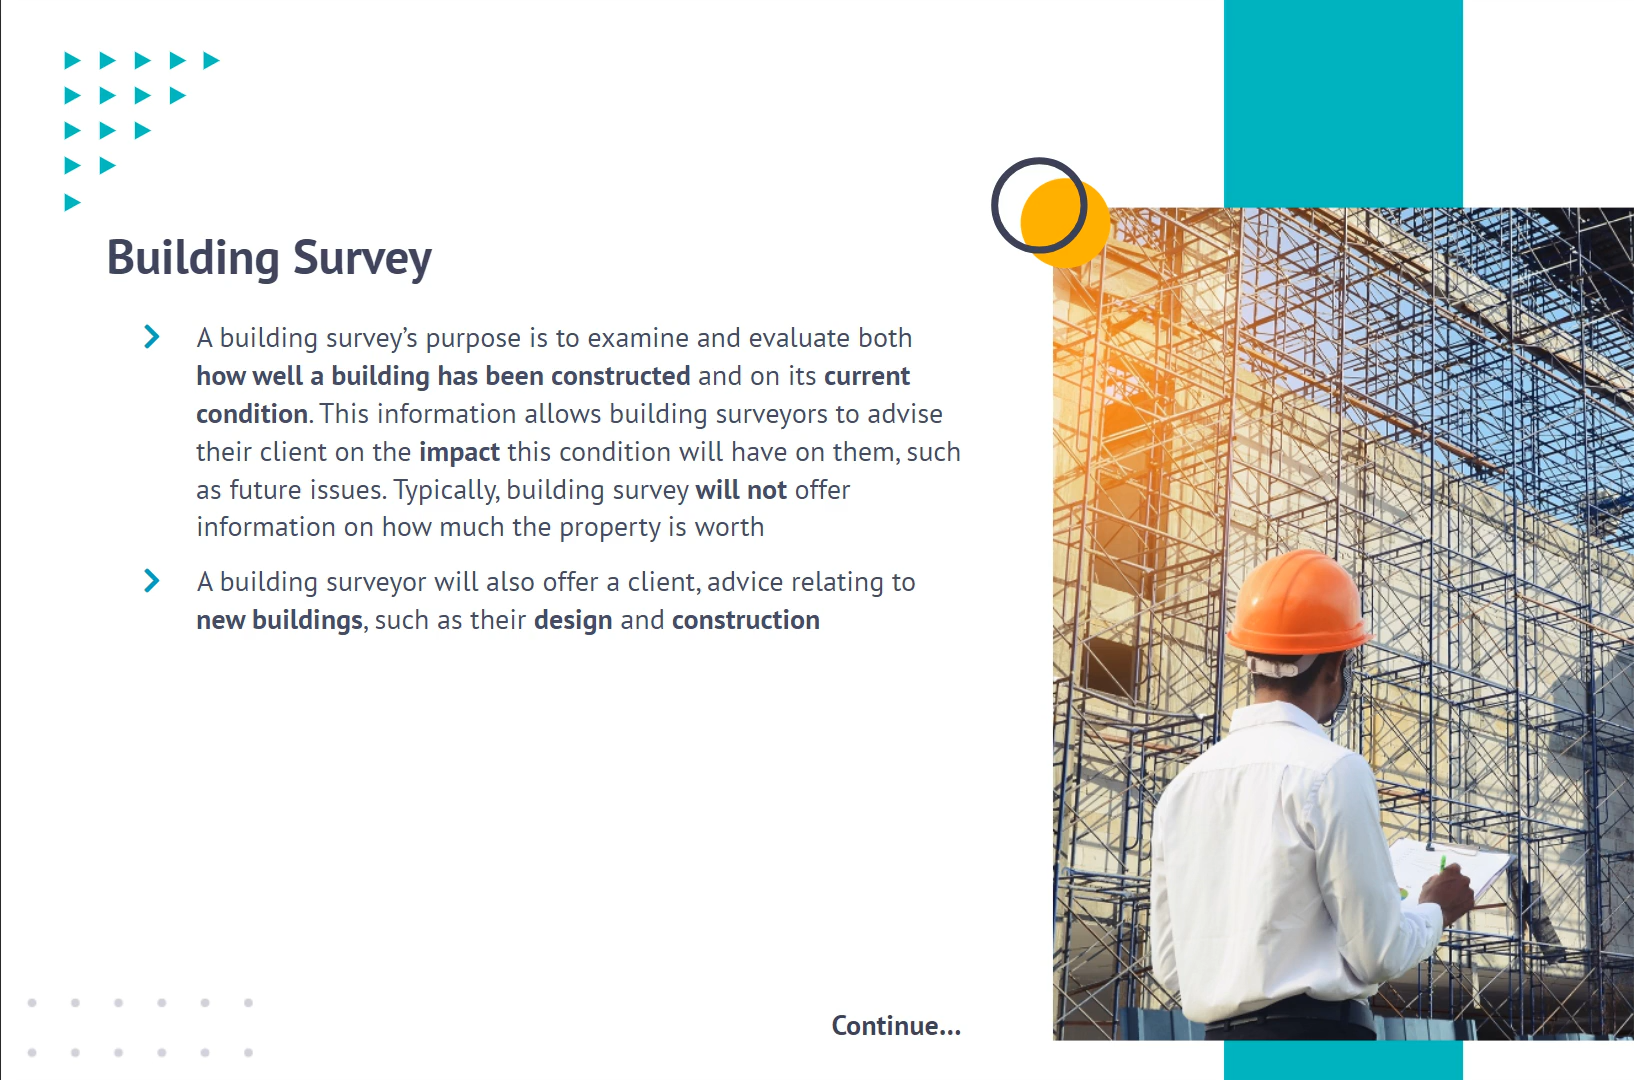 Building Survey
A building survey’s purpose is to examine and evaluate both
how well a building has been constructed and on its current
condition. This information allows building surveyors to advise
their client on the impact this condition will have on them, such
as future issues. Typically, building survey will not offer
information on how much the property is worth
A building surveyor will also offer a client, advice relating to
new buildings, such as their design and construction
Continue...